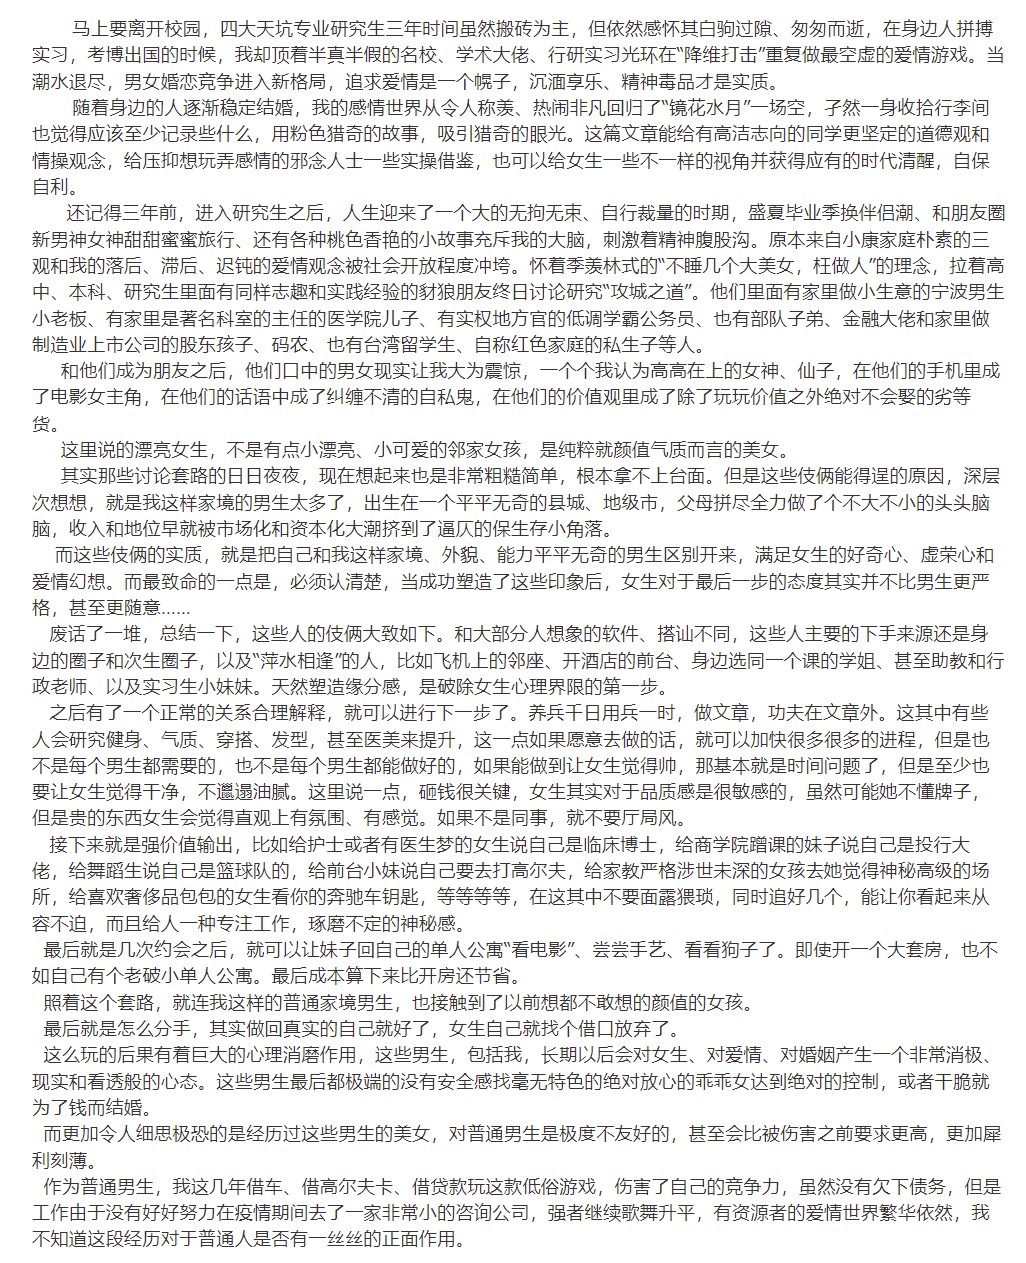 马上要离开校园，四大天坑专业研究生三年时间虽然搬砖为主，但依然感怀其白驹过隙、匆匆而逝，在身边人拼搏
实习，考博出国的时候，我却顶着半真半假的名校、学术大佬、行研实习光环在“降维打击”重复做最空虚的爱情游戏。当
潮水退尽，男女婚恋竞争进入新格局，追求爱情是一个幌子，沉湎享乐、精神毒品才是实质。
随着身边的人逐渐稳定结婚，我的感情世界从令人称羡、热闹非凡回归了“镜花水月”一场空，孑然一身收拾行李间
也觉得应该至少记录些什么，用粉色猎奇的故事，吸引猎奇的眼光。这篇文章能给有高洁志向的同学更坚定的道德观和
情操观念，给压抑想玩弄感情的邪念人士一些实操借鉴，也可以给女生一些不一样的视角并获得应有的时代清醒，自保
自利。
还记得三年前，进入研究生之后，人生迎来了一个大的无拘无束、自行裁量的时期，盛夏毕业季换伴侣潮、和朋友圈
新男神女神甜甜蜜蜜旅行、还有各种桃色香艳的小故事充斥我的大脑，刺激着精神腹股沟。原本来自小康家庭朴素的三
观和我的落后、滞后、迟钝的爱情观念被社会开放程度冲垮。怀着季羡林式的“不睡几个大美女，枉做人”的理念，拉着高
中、本科、研究生里面有同样志趣和实践经验的豺狼朋友终日讨论研究“攻城之道”。他们里面有家里做小生意的宁波男生
小老板、有家里是著名科室的主任的医学院儿子、有实权地方官的低调学霸公务员、也有部队子弟、金融大佬和家里做
制造业上市公司的股东孩子、码农、也有台湾留学生、自称红色家庭的私生子等人。
和他们成为朋友之后，他们口中的男女现实让我大为震惊，一个个我认为高高在上的女神、仙子，在他们的手机里成
了电影女主角，在他们的话语中成了纠缠不清的自私鬼，在他们的价值观里成了除了玩玩价值之外绝对不会娶的劣等
货。
这里说的漂亮女生，不是有点小漂亮、小可爱的邻家女孩，是纯粹就颜值气质而言的美女。
其实那些讨论套路的日日夜夜，现在想起来也是非常粗糙简单，根本拿不上台面。但是这些伎俩能得逞的原因，深层
次想想，就是我这样家境的男生太多了，出生在一个平平无奇的县城、地级市，父母拼尽全力做了个不大不小的头头脑
脑，收入和地位早就被市场化和资本化大潮挤到了逼仄的保生存小角落。
而这些伎俩的实质，就是把自己和我这样家境、外貌、能力平平无奇的男生区别开来，满足女生的好奇心、虚荣心和
爱情幻想。而最致命的一点是，必须认清楚，当成功塑造了这些印象后，女生对于最后一步的态度其实并不比男生更严
格，甚至更随意......
废话了一堆，总结一下，这些人的伎俩大致如下。和大部分人想象的软件、搭讪不同，这些人主要的下手来源还是身
边的圈子和次生圈子，以及“萍水相逢”的人，比如飞机上的邻座、开酒店的前台、身边选同一个课的学姐、甚至助教和行
政老师、以及实习生小妹妹。天然塑造缘分感，是破除女生心理界限的第一步。
之后有了一个正常的关系合理解释，就可以进行下一步了。养兵千日用兵一时，做文章，功夫在文章外。这其中有些
人会研究健身、气质、穿搭、发型，甚至医美来提升，这一点如果愿意去做的话，就可以加快很多很多的进程，但是也
不是每个男生都需要的，也不是每个男生都能做好的，如果能做到让女生觉得帅，那基本就是时间问题了，但是至少也
要让女生觉得干净，不邋遢油腻。这里说一点，砸钱很关键，女生其实对于品质感是很敏感的，虽然可能她不懂牌子，
但是贵的东西女生会觉得直观上有氛围、有感觉。如果不是同事，就不要厅局风。
接下来就是强价值输出，比如给护士或者有医生梦的女生说自己是临床博士，给商学院蹭课的妹子说自己是投行大
佬，给舞蹈生说自己是篮球队的，给前台小妹说自己要去打高尔夫，给家教严格涉世未深的女孩去她觉得神秘高级的场
所，给喜欢奢侈品包包的女生看你的奔驰车钥匙，等等等等，在这其中不要面露猥琐，同时追好几个，能让你看起来从
容不迫，而且给人一种专注工作，琢磨不定的神秘感。
最后就是几次约会之后，就可以让妹子回自己的单人公寓“看电影”、尝尝手艺、看看狗子了。即使开一个大套房，也不
如自己有个老破小单人公寓。最后成本算下来比开房还节省。
照着这个套路，就连我这样的普通家境男生，也接触到了以前想都不敢想的颜值的女孩。
最后就是怎么分手，其实做回真实的自己就好了，女生自己就找个借口放弃了。
这么玩的后果有着巨大的心理消磨作用，这些男生，包括我，长期以后会对女生、对爱情、对婚姻产生一个非常消极、
现实和看透般的心态。这些男生最后都极端的没有安全感找毫无特色的绝对放心的乖乖女达到绝对的控制，或者干脆就
为了钱而结婚。
而更加令人细思极恐的是经历过这些男生的美女，对普通男生是极度不友好的，甚至会比被伤害之前要求更高，更加犀
利刻薄。
作为普通男生，我这几年借车、借高尔夫卡、借贷款玩这款低俗游戏，伤害了自己的竞争力，虽然没有欠下债务，但是
工作由于没有好好努力在疫情期间去了一家非常小的咨询公司，强者继续歌舞升平，有资源者的爱情世界繁华依然，我
不知道这段经历对于普通人是否有一丝丝的正面作用。